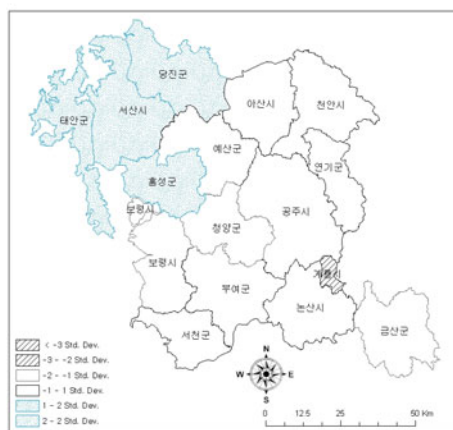 당진군
서산시
태안군
아산시
천안시
예산군
연기군
홍성군
공주시
보령시
청양군
계룡시
보령시
부여군
논산시
금산군
서천군
< -3 Std. Dev.
-3 - -2 Std. Dev.
-2 - -1 Std. Dev.
-1 - 1 Std. Dev.
1 - 2 Std. Dev.
2 - 2 Std. Dev.
N
W E
S
0 12.5 25 50 Km